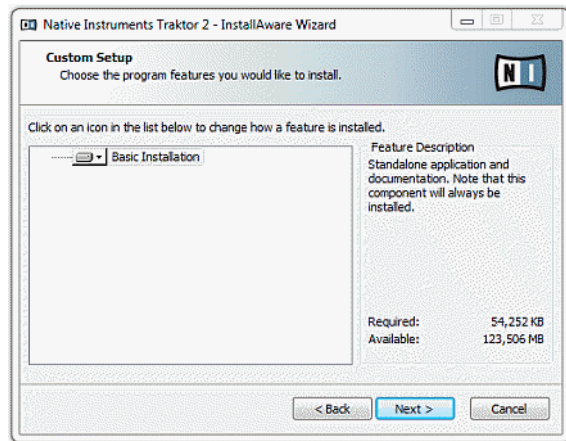 Native Instruments Traktor 2 - InstallAware Wizard
Custom Setup
Choose the program features you would like to install.
N I
Click on an icon in the list below to change how a feature is installed.
Basic Installation
Feature Description
Standalone application and
documentation. Note that this
component will always be
installed.
Required: 54,252 KB
Available: 123,506 MB
< Back Next > Cancel